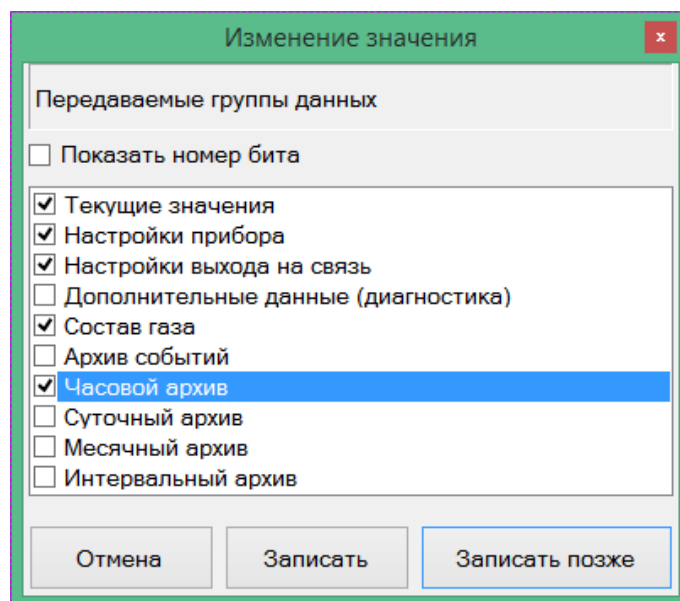 Изменение значения
x
Передаваемые группы данных
Показать номер бита
Текущие значения
Настройки прибора
Настройки выхода на связь
Дополнительные данные (диагностика)
Состав газа
Архив событий
Часовой архив
Суточный архив
Месячный архив
Интервальный архив
Отмена Записать Записать позже